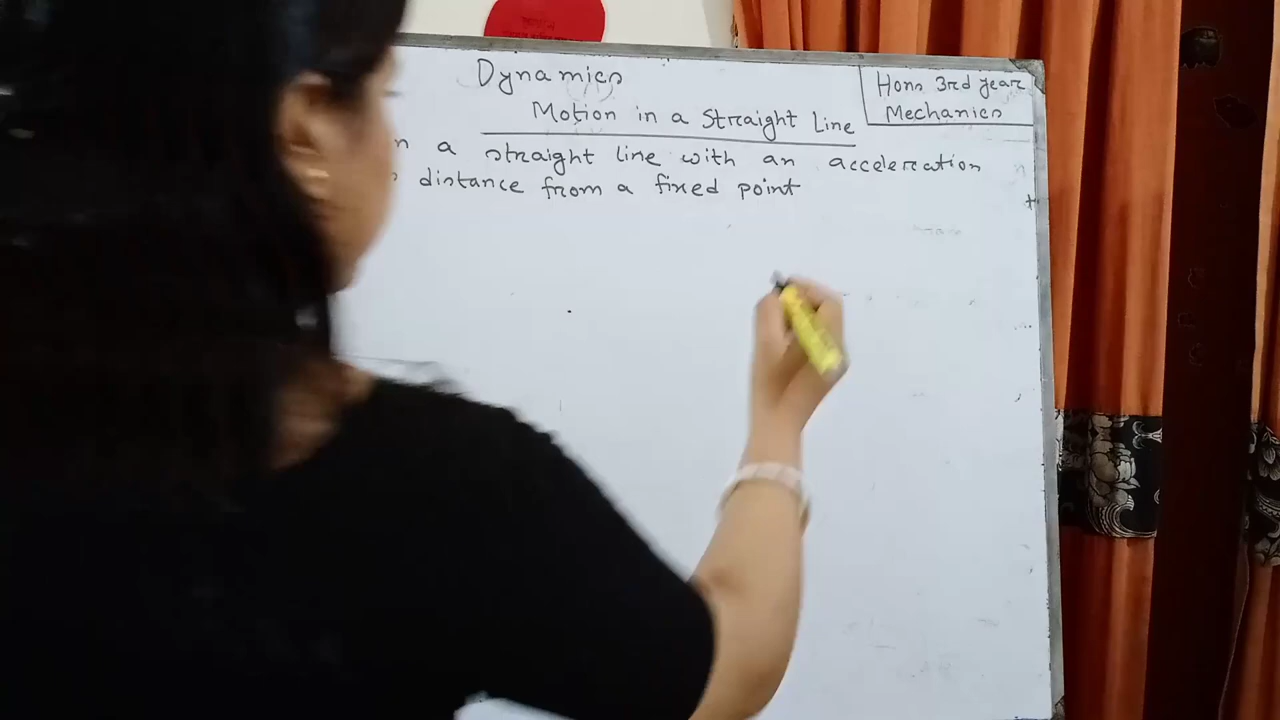 Dynamics
Motion in a Straight Line
Hons 3rd year
Mechanics
n a straight line with an acceleration
distance from a fixed point